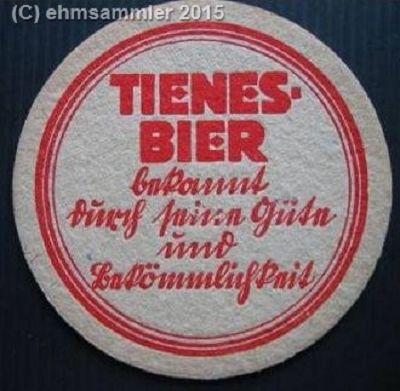 (C) ehmsammler 2015
TIENES-
BIER
bekannt
durch seine Güte
und
Bekömmlichkeit